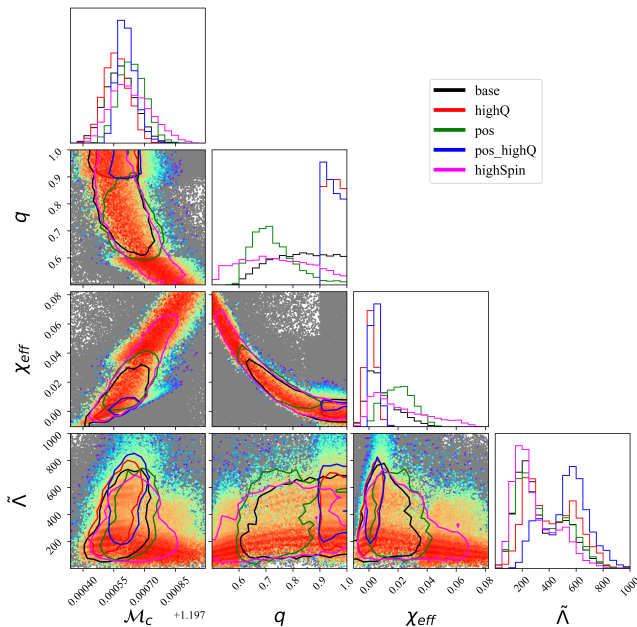 base
highQ
pos
pos_highQ
highSpin
1.0
0.9
0.8
0.7
0.6
q
0.08
0.06
0.04
0.02
0.00
χeff
1000
800
600
400
200
Λ̃
0.00040 0.00055 0.00070 0.00085
0.6 0.7 0.8 0.9 1.0
0.00 0.02 0.04 0.06 0.08
200 400 600 800 1000
ℳc +1.197 q χeff Λ̃